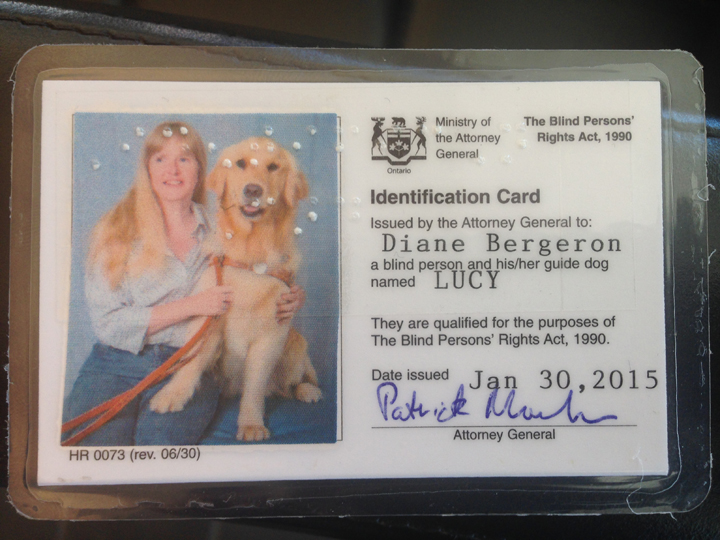 Ministry of
the Attorney
General
Ontario
The Blind Persons'
Rights Act, 1990
Identification Card
Issued by the Attorney General to:
Diane Bergeron
a blind person and his/her guide dog
named LUCY
They are qualified for the purposes of
The Blind Persons' Rights Act, 1990.
Date issued Jan 30,2015
Patrick
Attorney General
HR 0073 (rev. 06/30)